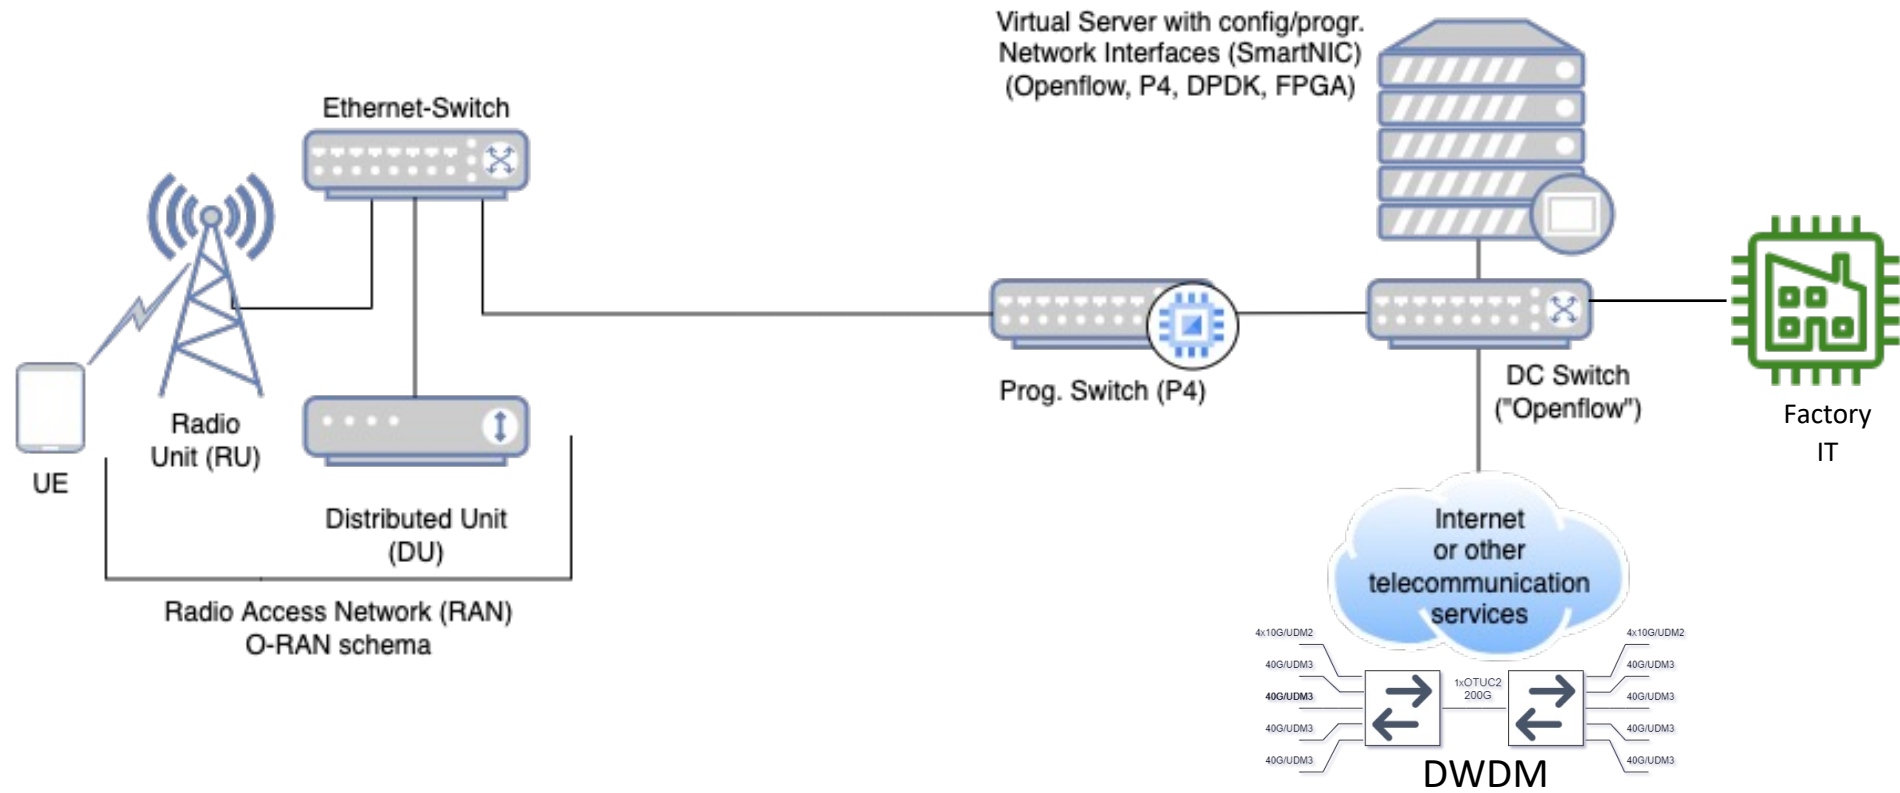 Virtual Server with config/progr.
Network Interfaces (SmartNIC)
(Openflow, P4, DPDK, FPGA)
Ethernet-Switch
Radio
Unit (RU)
UE
Distributed Unit
(DU)
Radio Access Network (RAN)
O-RAN schema
Prog. Switch (P4)
DC Switch
("Openflow")
Factory
IT
Internet
or other
telecommunication
services
4x10G/UDM2
40G/UDM3
40G/UDM3
40G/UDM3
40G/UDM3
1xOTUC2
200G
4x10G/UDM2
40G/UDM3
40G/UDM3
40G/UDM3
40G/UDM3
DWDM